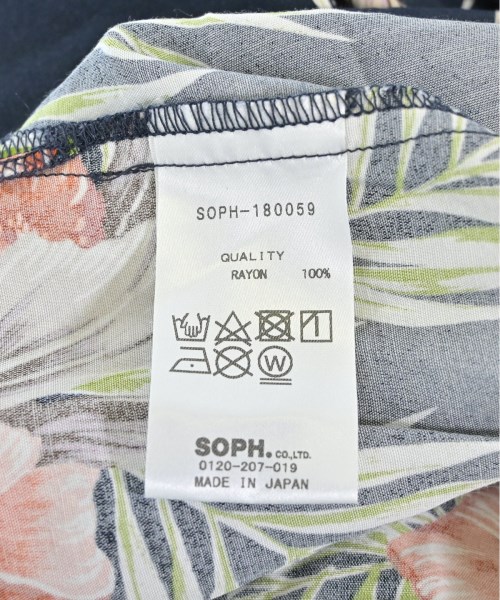 SOPH-180059
QUALITY
RAYON 100%
W
SOPH. CO.,LTD.
0120-207-019
MADE IN JAPAN